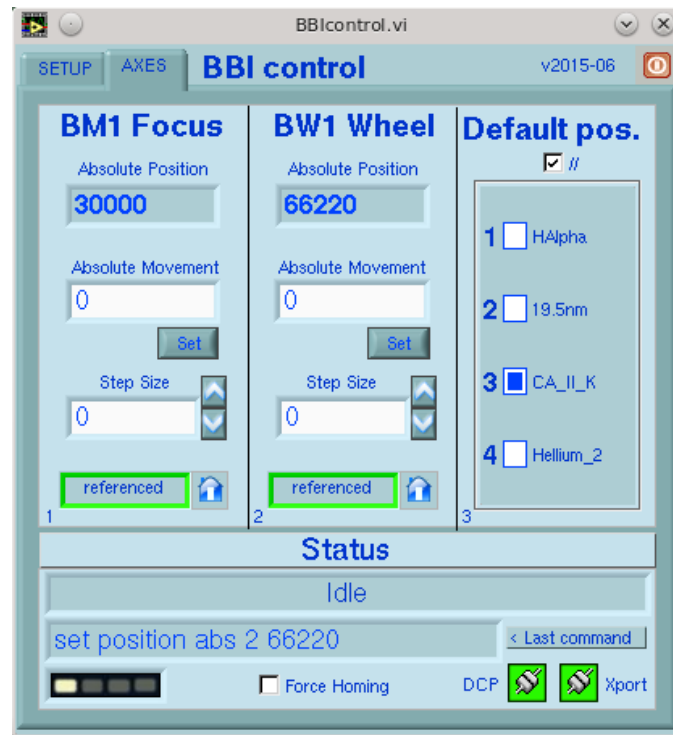 BBIcontrol.vi
SETUP AXES BBI control v2015-06
BM1 Focus
Absolute Position
30000
Absolute Movement
0
Set
Step Size
0
referenced
1
BW1 Wheel
Absolute Position
66220
Absolute Movement
0
Set
Step Size
0
referenced
2
Default pos.
//
1 HAlpha
2 19.5nm
3 CA_II_K
4 Hellium_2
3
Status
Idle
set position abs 2 66220 < Last command
Force Homing DCP Xport